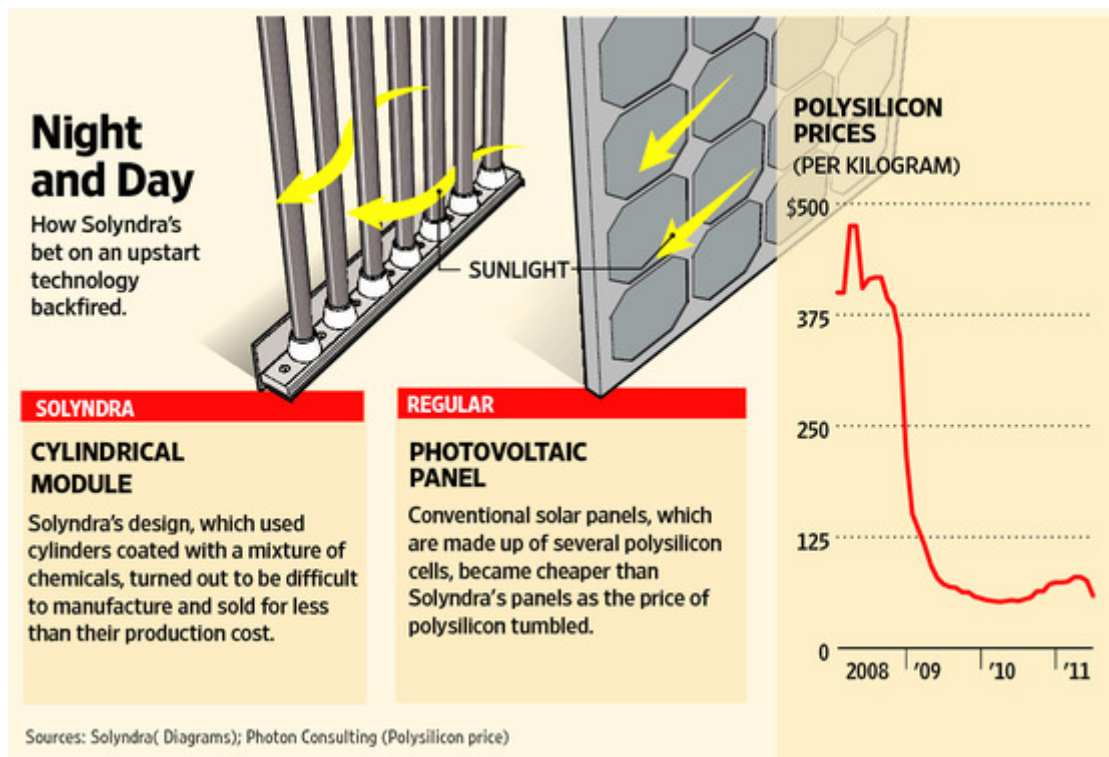 Night
and Day
How Solyndra's
bet on an upstart
technology
backfired.
SUNLIGHT
SOLYNDRA
CYLINDRICAL
MODULE
Solyndra's design, which used
cylinders coated with a mixture of
chemicals, turned out to be difficult
to manufacture and sold for less
than their production cost.
REGULAR
PHOTOVOLTAIC
PANEL
Conventional solar panels, which
are made up of several polysilicon
cells, became cheaper than
Solyndra's panels as the price of
polysilicon tumbled.
POLYSILICON
PRICES
(PER KILOGRAM)
$500
375
250
125
0
2008 '09 '10 '11
Sources: Solyndra( Diagrams); Photon Consulting (Polysilicon price)